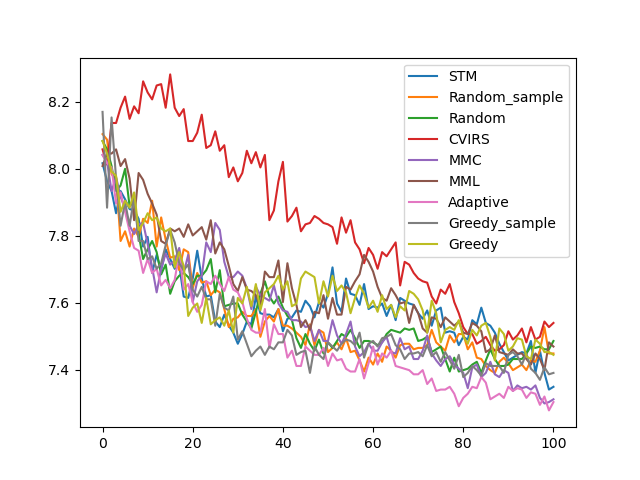 8.2
8.0
7.8
7.6
7.4
0
20
40
60
80
100
STM
Random_sample
Random
CVIRS
MMC
MML
Adaptive
Greedy_sample
Greedy